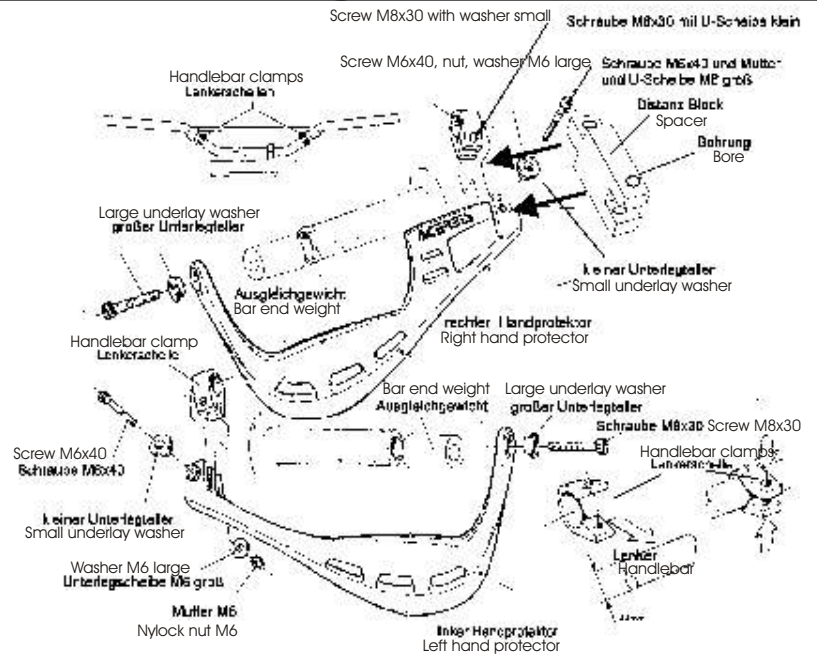 Screw M8x30 with washer small
Schraube M8x30 mit U-Scheibe klein
Screw M6x40, nut, washer M6 large
Schraube M6x40 und Mutter
und U-Scheibe M6 groß
Handlebar clamps
Lenkerschellen
Distanz Block
Spacer
Bohrung
Bore
Large underlay washer
großer Unterlegteller
ACERBIS
kleiner Unterlegteller
Small underlay washer
Ausgleichgewicht
Bar end weight
rechter Handprotektor
Right hand protector
Handlebar clamp
Lenkerschelle
Bar end weight
Ausgleichgewicht
Large underlay washer
großer Unterlegteller
Schraube M8x30 Screw M8x30
Screw M6x40
Schraube M6x40
Handlebar clamps
Lenkerschelle
kleiner Unterlegteller
Small underlay washer
Washer M6 large
Unterlegscheibe M6 groß
Lenker
Handlebar
Mutter M6
Nylock nut M6
linker Handprotektor
Left hand protector